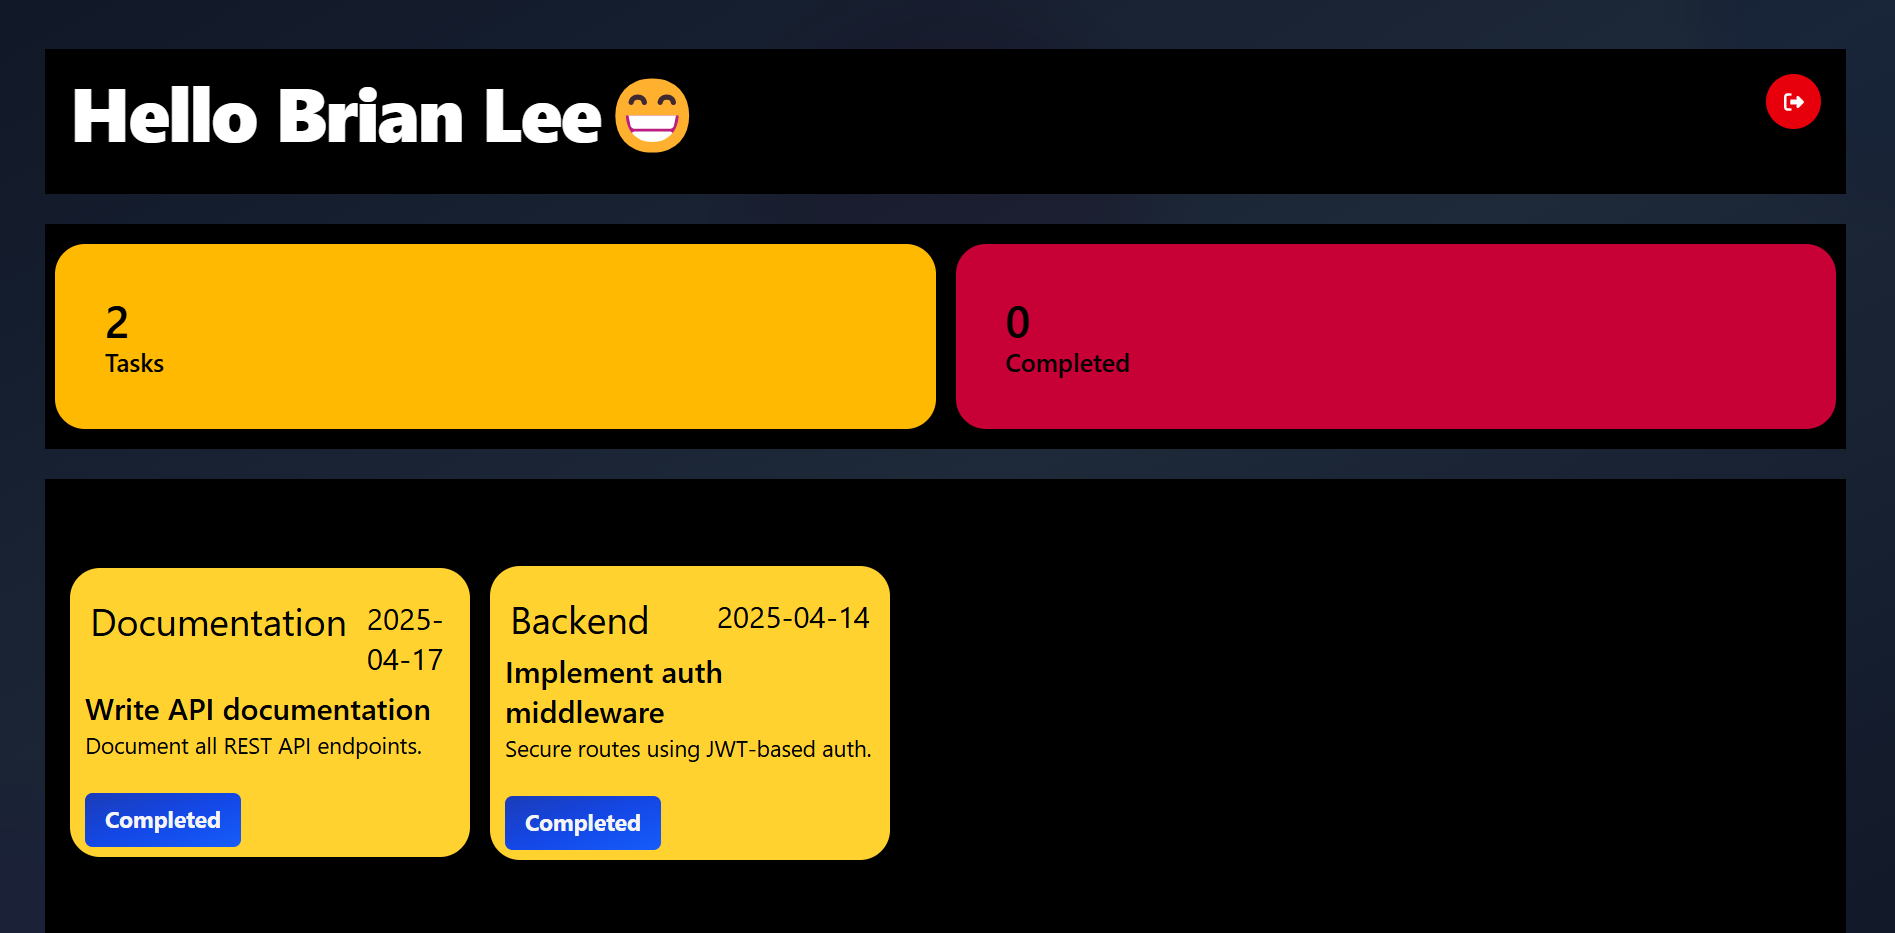 Hello Brian Lee 😁
2
Tasks
0
Completed
Documentation
2025-
04-17
Write API documentation
Document all REST API endpoints.
Completed
Backend
2025-04-14
Implement auth
middleware
Secure routes using JWT-based auth.
Completed